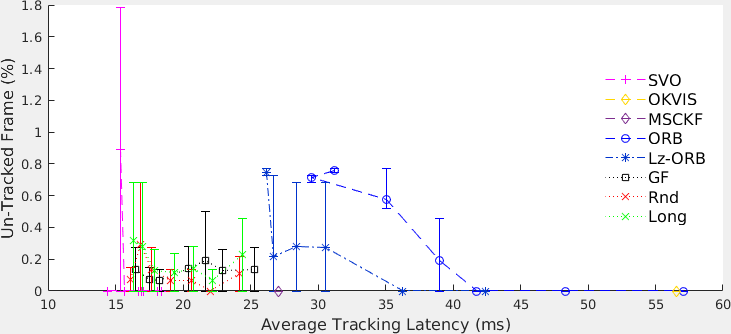 1.8
1.6
1.4
1.2
1
0.8
0.6
0.4
0.2
0
Un-Tracked Frame (%)
10 15 20 25 30 35 40 45 50 55 60
Average Tracking Latency (ms)
SVO
OKVIS
MSCKF
ORB
Lz-ORB
GF
Rnd
Long